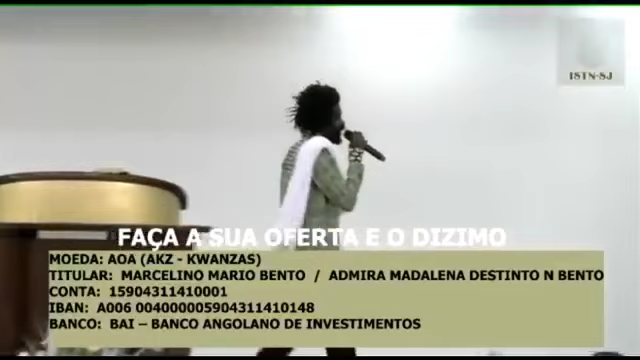 ISTN-SJ
FAÇA A SUA OFERTA E O DIZIMO
MOEDA: AOA (AKZ - KWANZAS)
TITULAR: MARCELINO MARIO BENTO / ADMIRA MADALENA DESTINTO N BENTO
CONTA: 15904311410001
IBAN: A006 004000005904311410148
BANCO: BAI – BANCO ANGOLANO DE INVESTIMENTOS